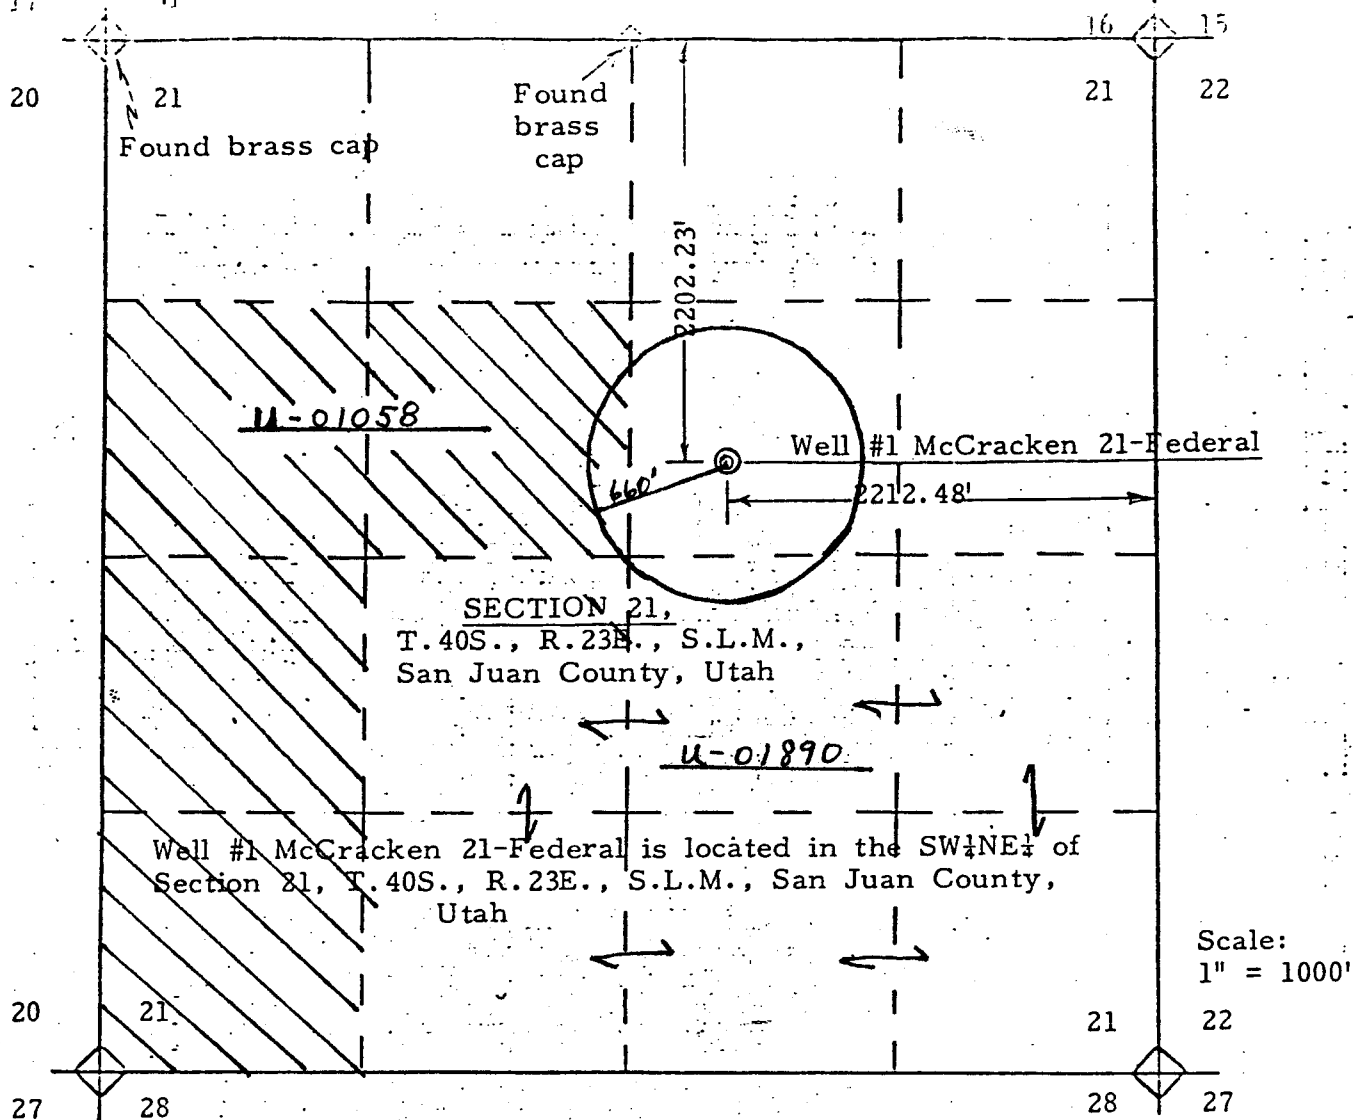 16 15
20 21
Found brass cap
Found
brass
cap
21 22
2202.23'
U-01058
Well #1 McCracken 21-Federal
660'
2212.48'
SECTION 21,
T.40S., R.23E., S.L.M.,
San Juan County, Utah
U-01890
Well #1 McCracken 21-Federal is located in the SW¼NE¼ of
Section 21, T.40S., R.23E., S.L.M., San Juan County,
Utah
Scale:
1" = 1000'
20 21
21 22
27 28
28 27